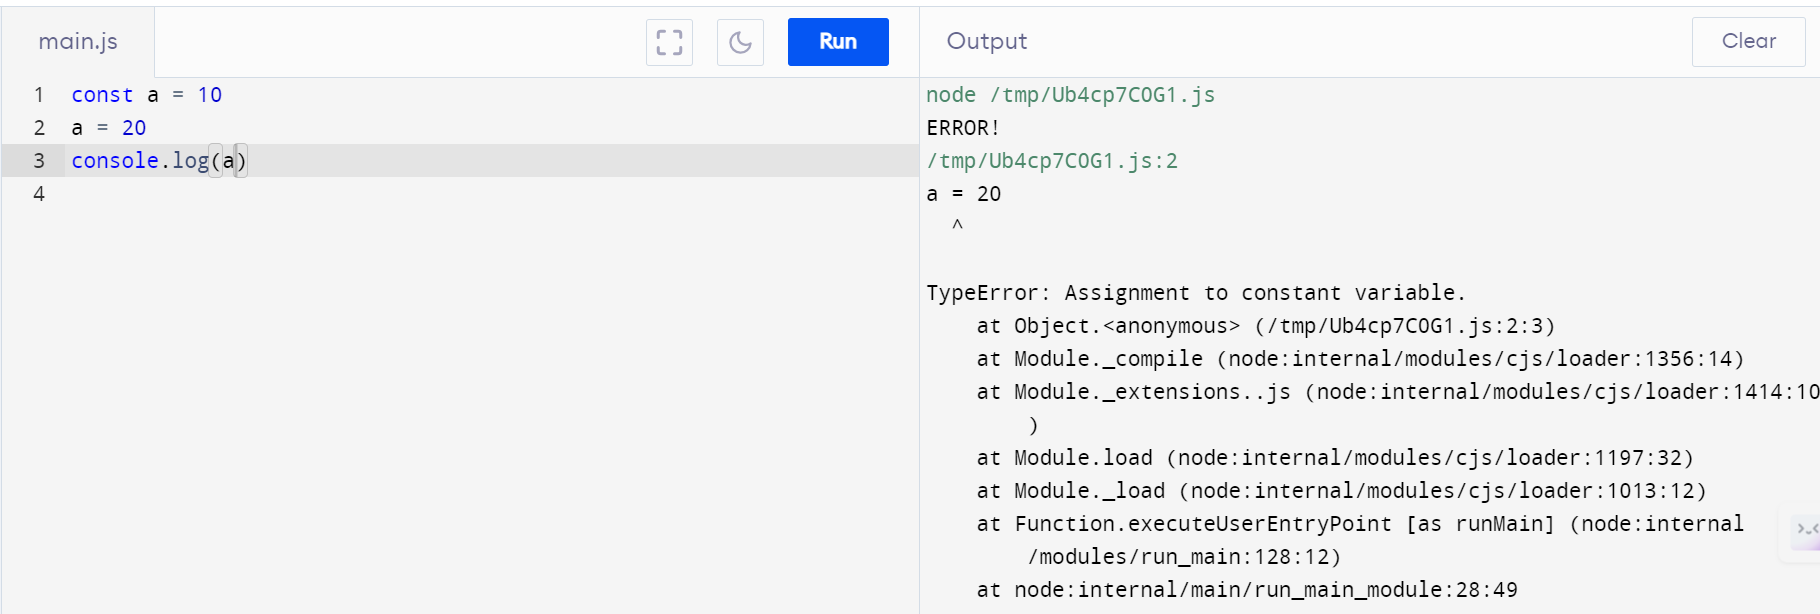 main.js
Run
Output
Clear
1 const a = 10
2 a = 20
3 console.log(a)
4
node /tmp/Ub4cp7C0G1.js
ERROR!
/tmp/Ub4cp7C0G1.js:2
a = 20
  ^
TypeError: Assignment to constant variable.
    at Object.<anonymous> (/tmp/Ub4cp7C0G1.js:2:3)
    at Module._compile (node:internal/modules/cjs/loader:1356:14)
    at Module._extensions..js (node:internal/modules/cjs/loader:1414:10
        )
    at Module.load (node:internal/modules/cjs/loader:1197:32)
    at Module._load (node:internal/modules/cjs/loader:1013:12)
    at Function.executeUserEntryPoint [as runMain] (node:internal
        /modules/run_main:128:12)
    at node:internal/main/run_main_module:28:49